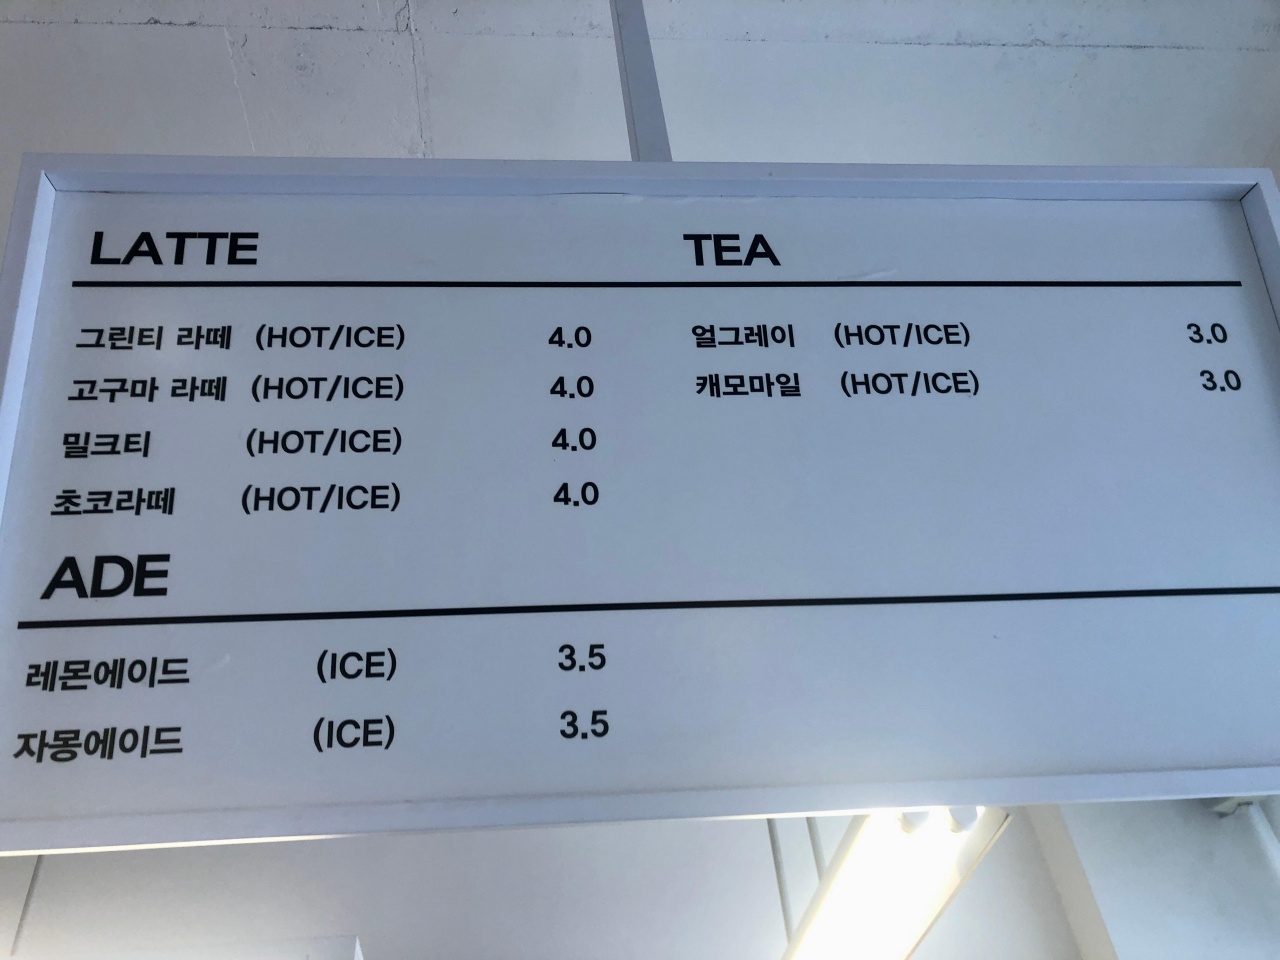 LATTE
그린티 라떼 (HOT/ICE) 4.0
고구마 라떼 (HOT/ICE) 4.0
밀크티 (HOT/ICE) 4.0
초코라떼 (HOT/ICE) 4.0
TEA
얼그레이 (HOT/ICE) 3.0
캐모마일 (HOT/ICE) 3.0
ADE
레몬에이드 (ICE) 3.5
자몽에이드 (ICE) 3.5